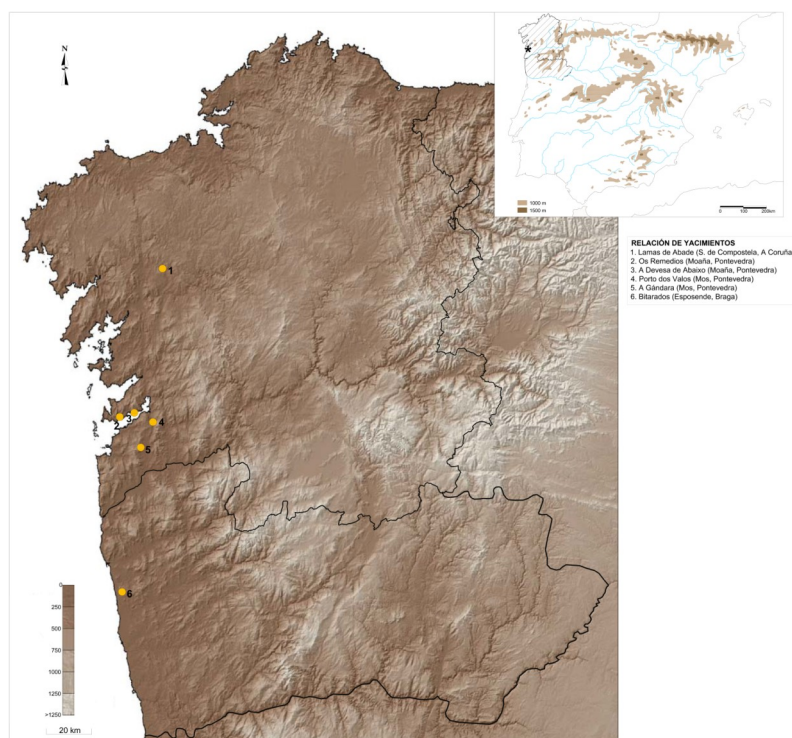 N
*
1000 m
1500 m
0 100 200km
RELACIÓN DE YACIMIENTOS
1. Lamas de Abade (S. de Compostela, A Coruña
2. Os Remedios (Moaña, Pontevedra)
3. A Devesa de Abaixo (Moaña, Pontevedra)
4. Porto dos Valos (Mos, Pontevedra)
5. A Gándara (Mos, Pontevedra)
6. Bitarados (Esposende, Braga)
1
2
3
4
5
6
0
250
500
750
1000
1250
>1250
20 km